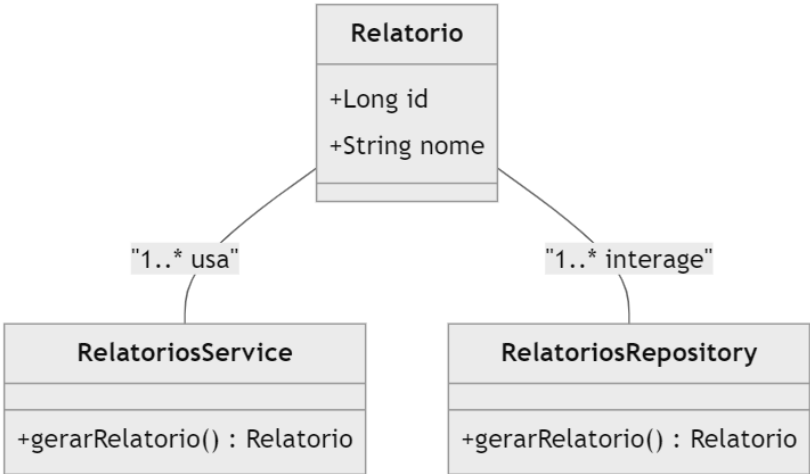 Relatorio
+Long id
+String nome
"1..* usa"
"1..* interage"
RelatoriosService
+gerarRelatorio() : Relatorio
RelatoriosRepository
+gerarRelatorio() : Relatorio